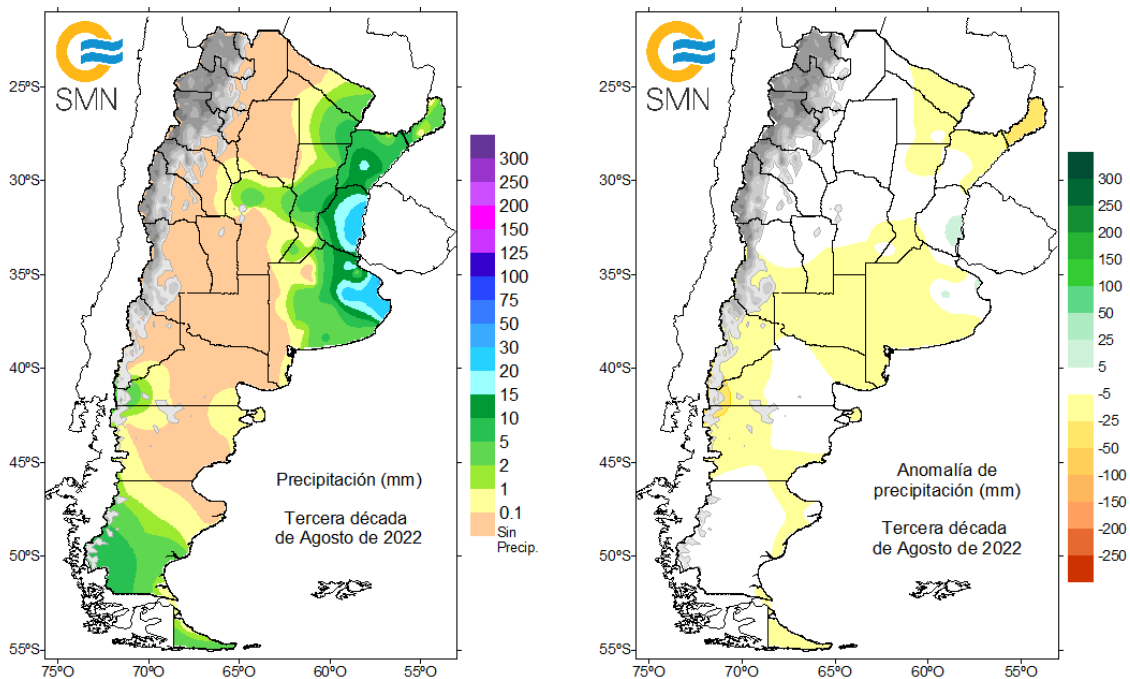 SMN
25ºS
30ºS
35ºS
40ºS
45ºS
50ºS
55ºS
75ºO
70ºO
65ºO
60ºO
55ºO
300
250
200
150
125
100
75
50
30
20
15
10
5
2
1
0.1
Sin
Precip.
Precipitación (mm)
Tercera década
de Agosto de 2022
SMN
25ºS
30ºS
35ºS
40ºS
45ºS
50ºS
55ºS
75ºO
70ºO
65ºO
60ºO
55ºO
300
250
200
150
100
50
25
5
-5
-25
-50
-100
-150
-200
-250
Anomalía de
precipitación (mm)
Tercera década
de Agosto de 2022